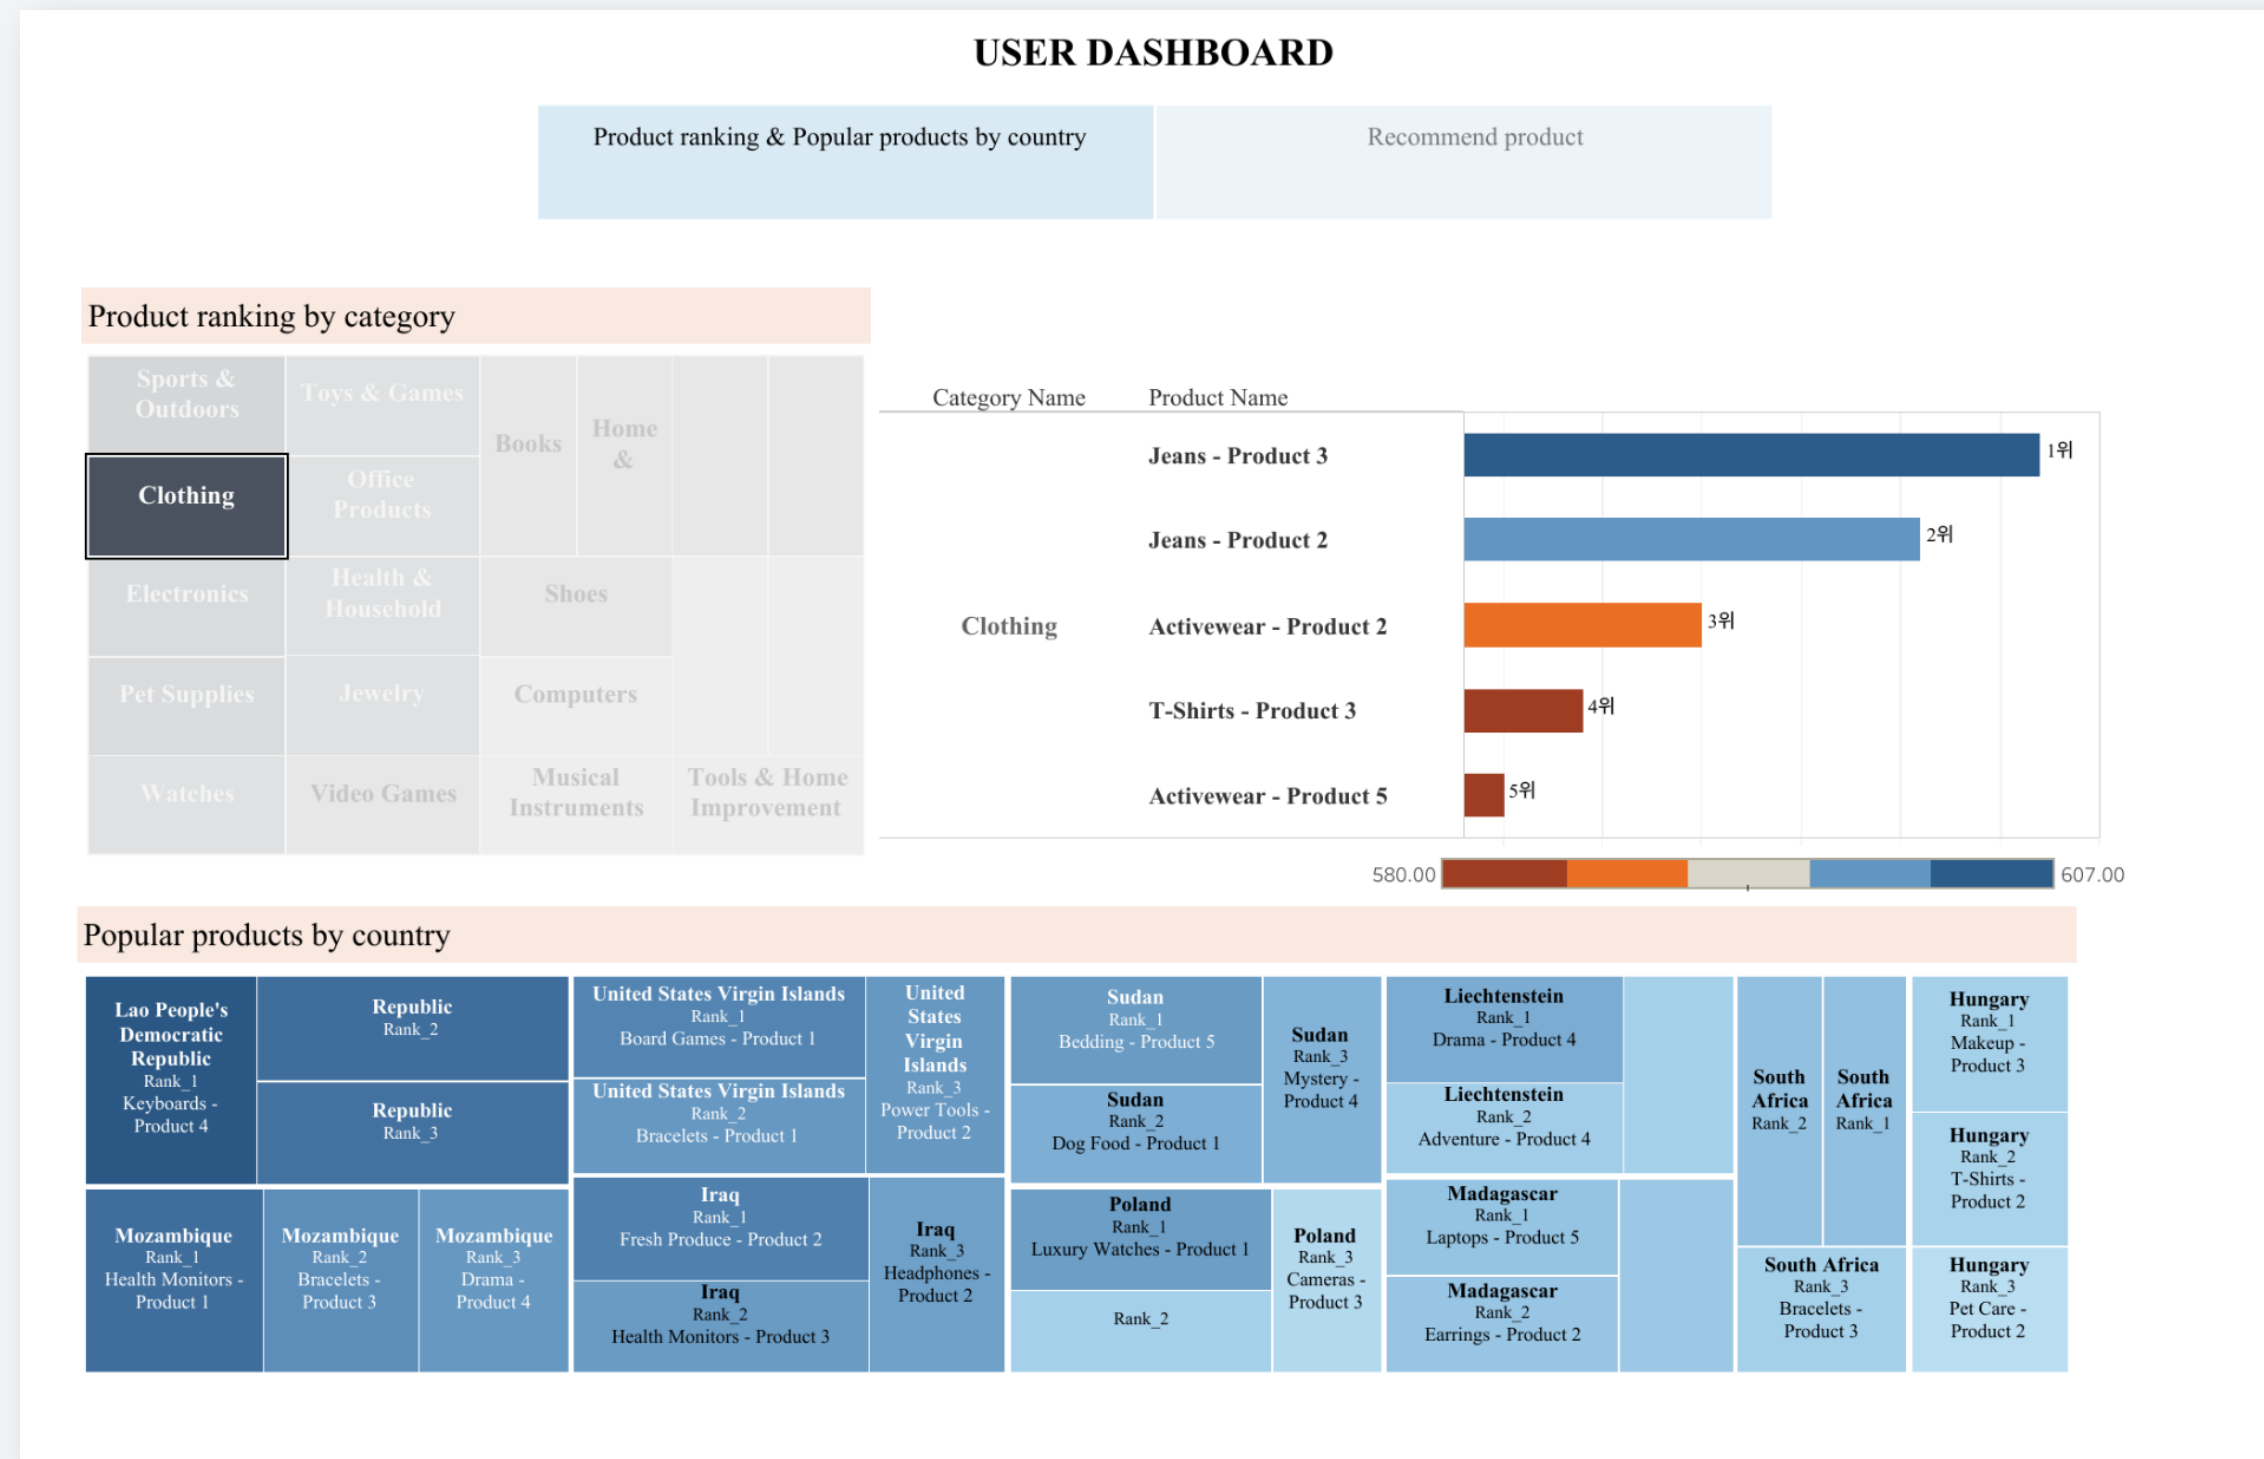 USER DASHBOARD
Product ranking & Popular products by country
Recommend product
Product ranking by category
Sports &
Outdoors
Toys & Games
Books
Home
&
Clothing
Office
Products
Electronics
Health &
Household
Shoes
Pet Supplies
Jewelry
Computers
Watches
Video Games
Musical
Instruments
Tools & Home
Improvement
Category Name
Product Name
Clothing
Jeans - Product 3
1위
Jeans - Product 2
2위
Activewear - Product 2
3위
T-Shirts - Product 3
4위
Activewear - Product 5
5위
580.00
607.00
Popular products by country
Lao People's
Democratic
Republic
Rank_1
Keyboards -
Product 4
Republic
Rank_2
Republic
Rank_3
Mozambique
Rank_1
Health Monitors -
Product 1
Mozambique
Rank_2
Bracelets -
Product 3
Mozambique
Rank_3
Drama -
Product 4
United States Virgin Islands
Rank_1
Board Games - Product 1
United States Virgin Islands
Rank_2
Bracelets - Product 1
United
States
Virgin
Islands
Rank_3
Power Tools -
Product 2
Iraq
Rank_1
Fresh Produce - Product 2
Iraq
Rank_2
Health Monitors - Product 3
Iraq
Rank_3
Headphones -
Product 2
Sudan
Rank_1
Bedding - Product 5
Sudan
Rank_2
Dog Food - Product 1
Sudan
Rank_3
Mystery -
Product 4
Poland
Rank_1
Luxury Watches - Product 1
Rank_2
Poland
Rank_3
Cameras -
Product 3
Liechtenstein
Rank_1
Drama - Product 4
Liechtenstein
Rank_2
Adventure - Product 4
Madagascar
Rank_1
Laptops - Product 5
Madagascar
Rank_2
Earrings - Product 2
South
Africa
Rank_2
South
Africa
Rank_1
South Africa
Rank_3
Bracelets -
Product 3
Hungary
Rank_1
Makeup -
Product 3
Hungary
Rank_2
T-Shirts -
Product 2
Hungary
Rank_3
Pet Care -
Product 2